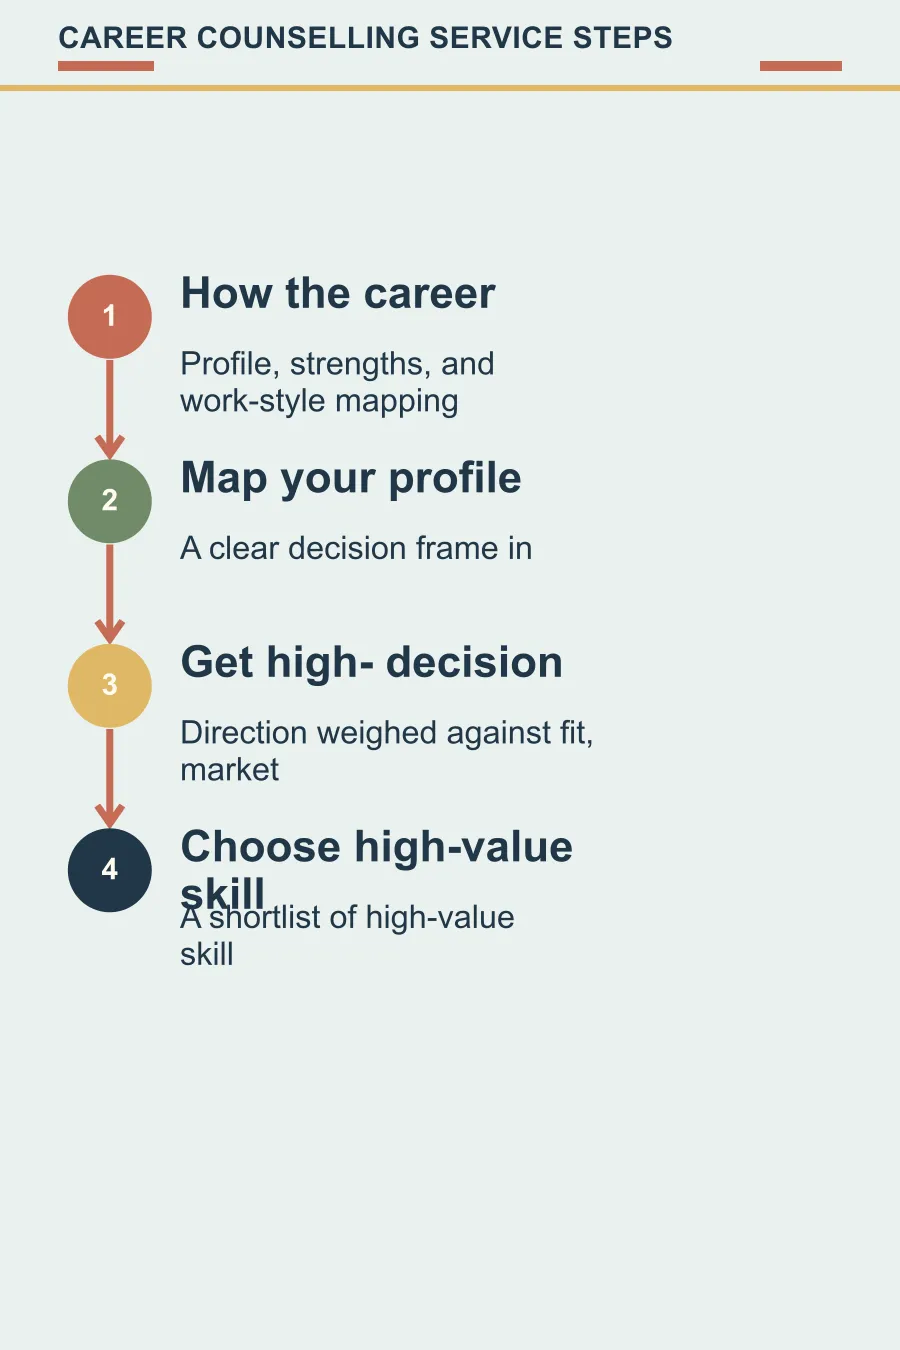 CAREER COUNSELLING SERVICE STEPS
1
How the career
Profile, strengths, and
work-style mapping
2
Map your profile
A clear decision frame in
3
Get high- decision
Direction weighed against fit,
market
4
Choose high-value
skill
A shortlist of high-value
skill